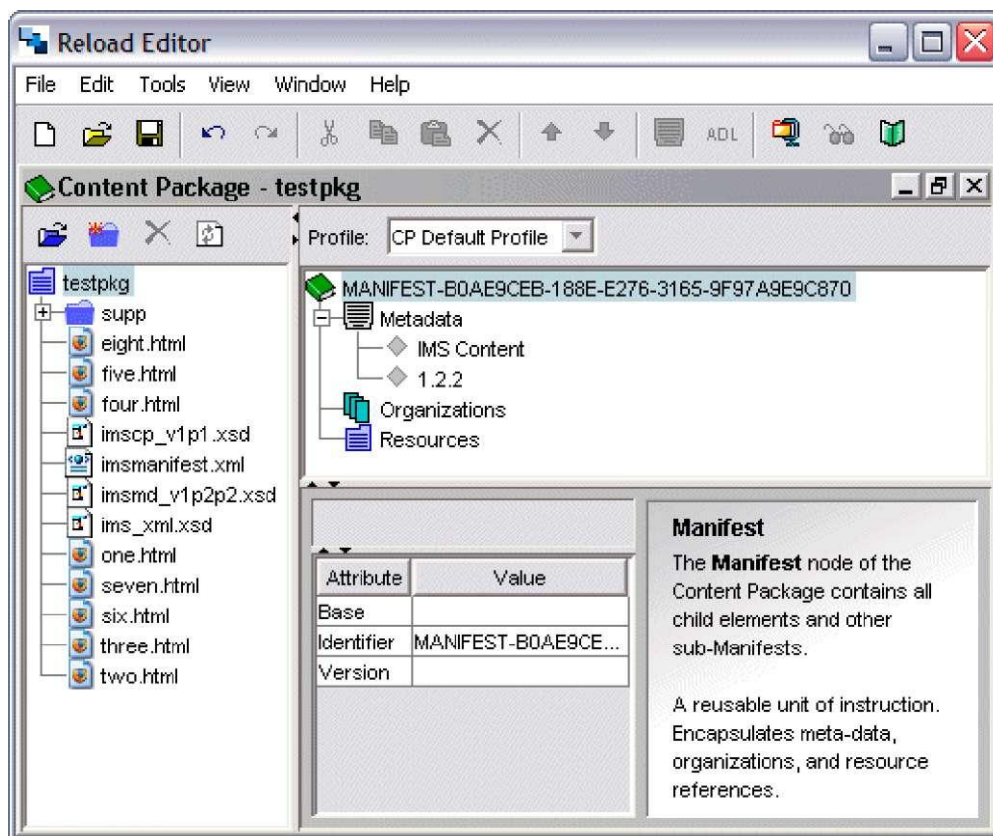 Reload Editor
File Edit Tools View Window Help
ADL
Content Package - testpkg
Profile: CP Default Profile
testpkg
supp
eight.html
five.html
four.html
imscp_v1p1.xsd
imsmanifest.xml
imsmd_v1p2p2.xsd
ims_xml.xsd
one.html
seven.html
six.html
three.html
two.html
MANIFEST-B0AE9CEB-188E-E276-3165-9F97A9E9C870
Metadata
IMS Content
1.2.2
Organizations
Resources
Attribute Value
Base
Identifier MANIFEST-B0AE9CE...
Version
Manifest
The Manifest node of the
Content Package contains all
child elements and other
sub-Manifests.
A reusable unit of instruction.
Encapsulates meta-data,
organizations, and resource
references.